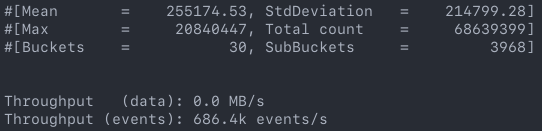 #[Mean    =    255174.53, StdDeviation   =    214799.28]
#[Max     =     20840447, Total count    =     68639399]
#[Buckets =           30, SubBuckets     =         3968]
Throughput   (data): 0.0 MB/s
Throughput (events): 686.4k events/s